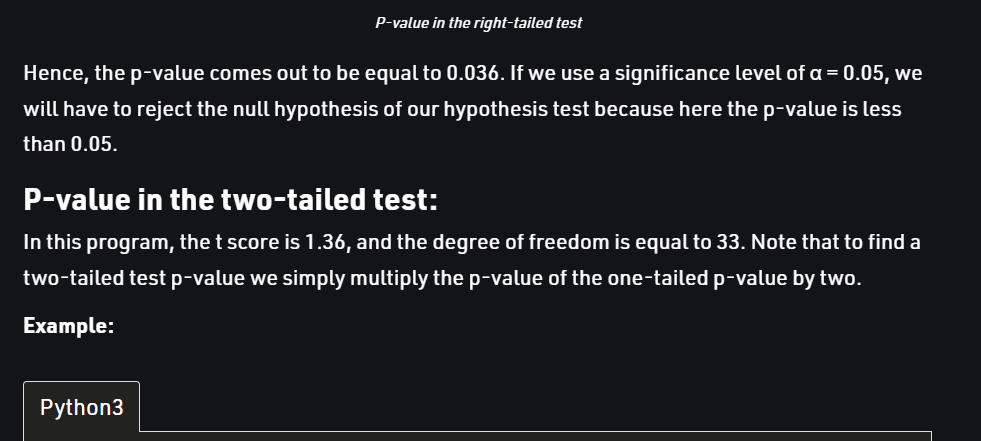 P-value in the right-tailed test
Hence, the p-value comes out to be equal to 0.036. If we use a significance level of α = 0.05, we
will have to reject the null hypothesis of our hypothesis test because here the p-value is less
than 0.05.
P-value in the two-tailed test:
In this program, the t score is 1.36, and the degree of freedom is equal to 33. Note that to find a
two-tailed test p-value we simply multiply the p-value of the one-tailed p-value by two.
Example:
Python3